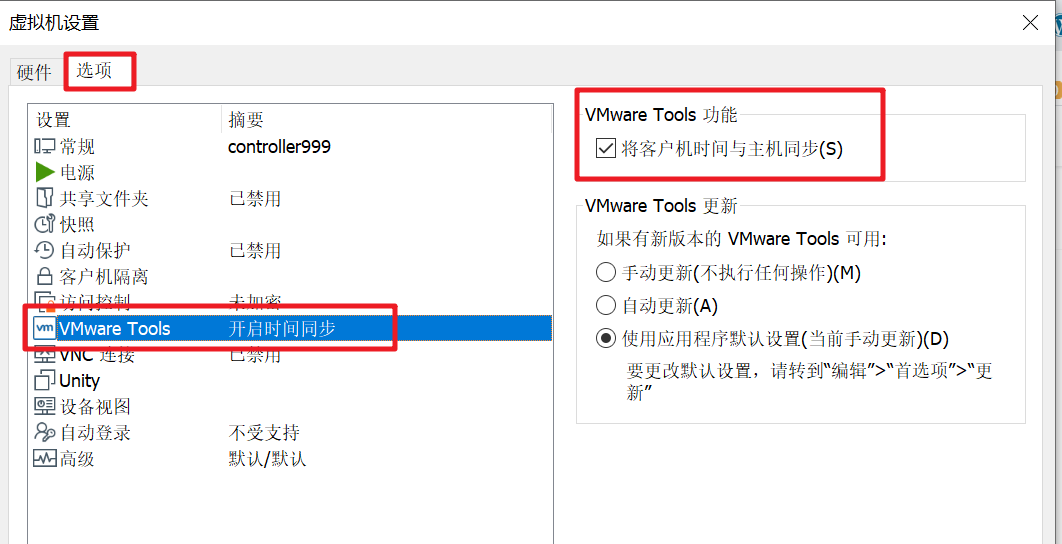 虚拟机设置
硬件 选项
设置 摘要
常规 controller999
电源
共享文件夹 已禁用
快照
自动保护 已禁用
客户机隔离
访问控制 未加密
vm VMware Tools 开启时间同步
VNC 连接 已禁用
Unity
设备视图
自动登录 不受支持
高级 默认/默认
VMware Tools 功能
将客户机时间与主机同步(S)
VMware Tools 更新
如果有新版本的 VMware Tools 可用:
手动更新(不执行任何操作)(M)
自动更新(A)
使用应用程序默认设置(当前手动更新)(D)
要更改默认设置，请转到“编辑”>“首选项”>“更
新”